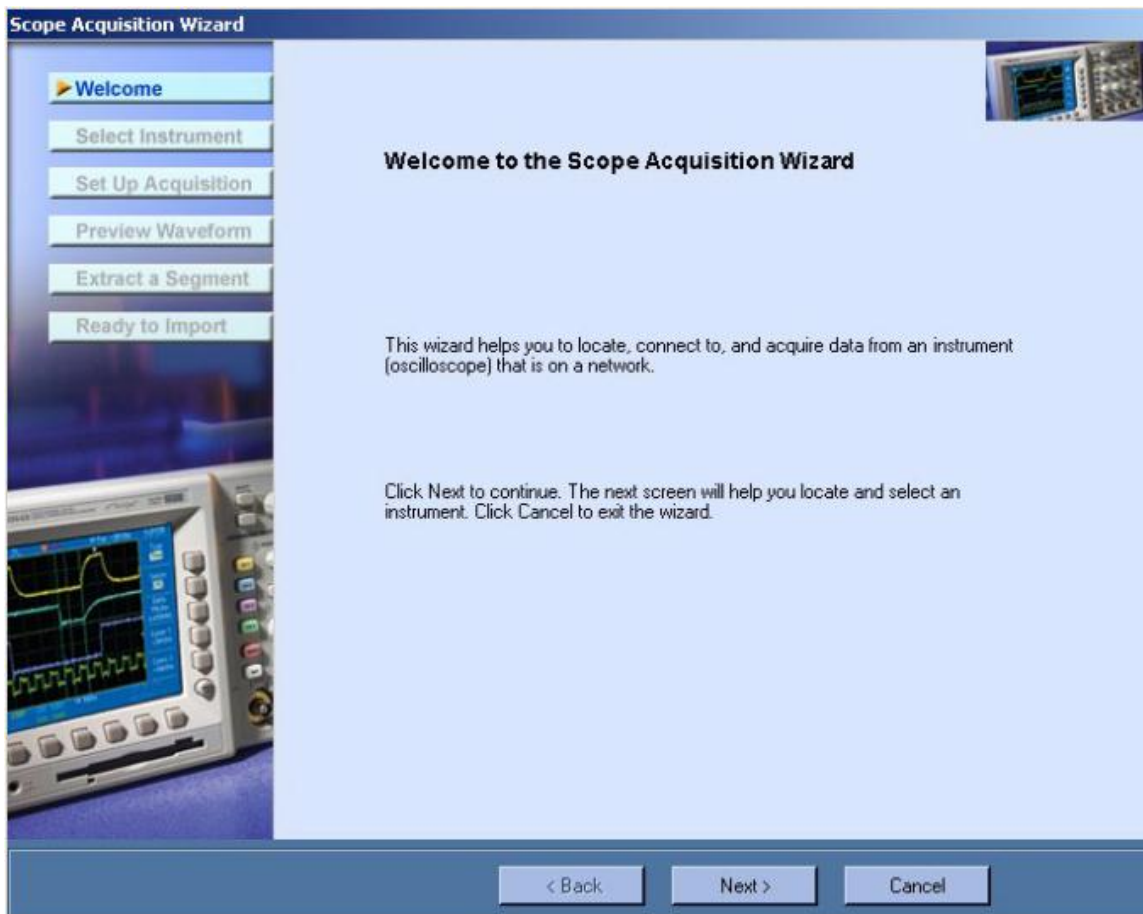 Scope Acquisition Wizard
Welcome
Select Instrument
Set Up Acquisition
Preview Waveform
Extract a Segment
Ready to Import
Welcome to the Scope Acquisition Wizard
This wizard helps you to locate, connect to, and acquire data from an instrument
(oscilloscope) that is on a network.
Click Next to continue. The next screen will help you locate and select an
instrument. Click Cancel to exit the wizard.
< Back
Next >
Cancel